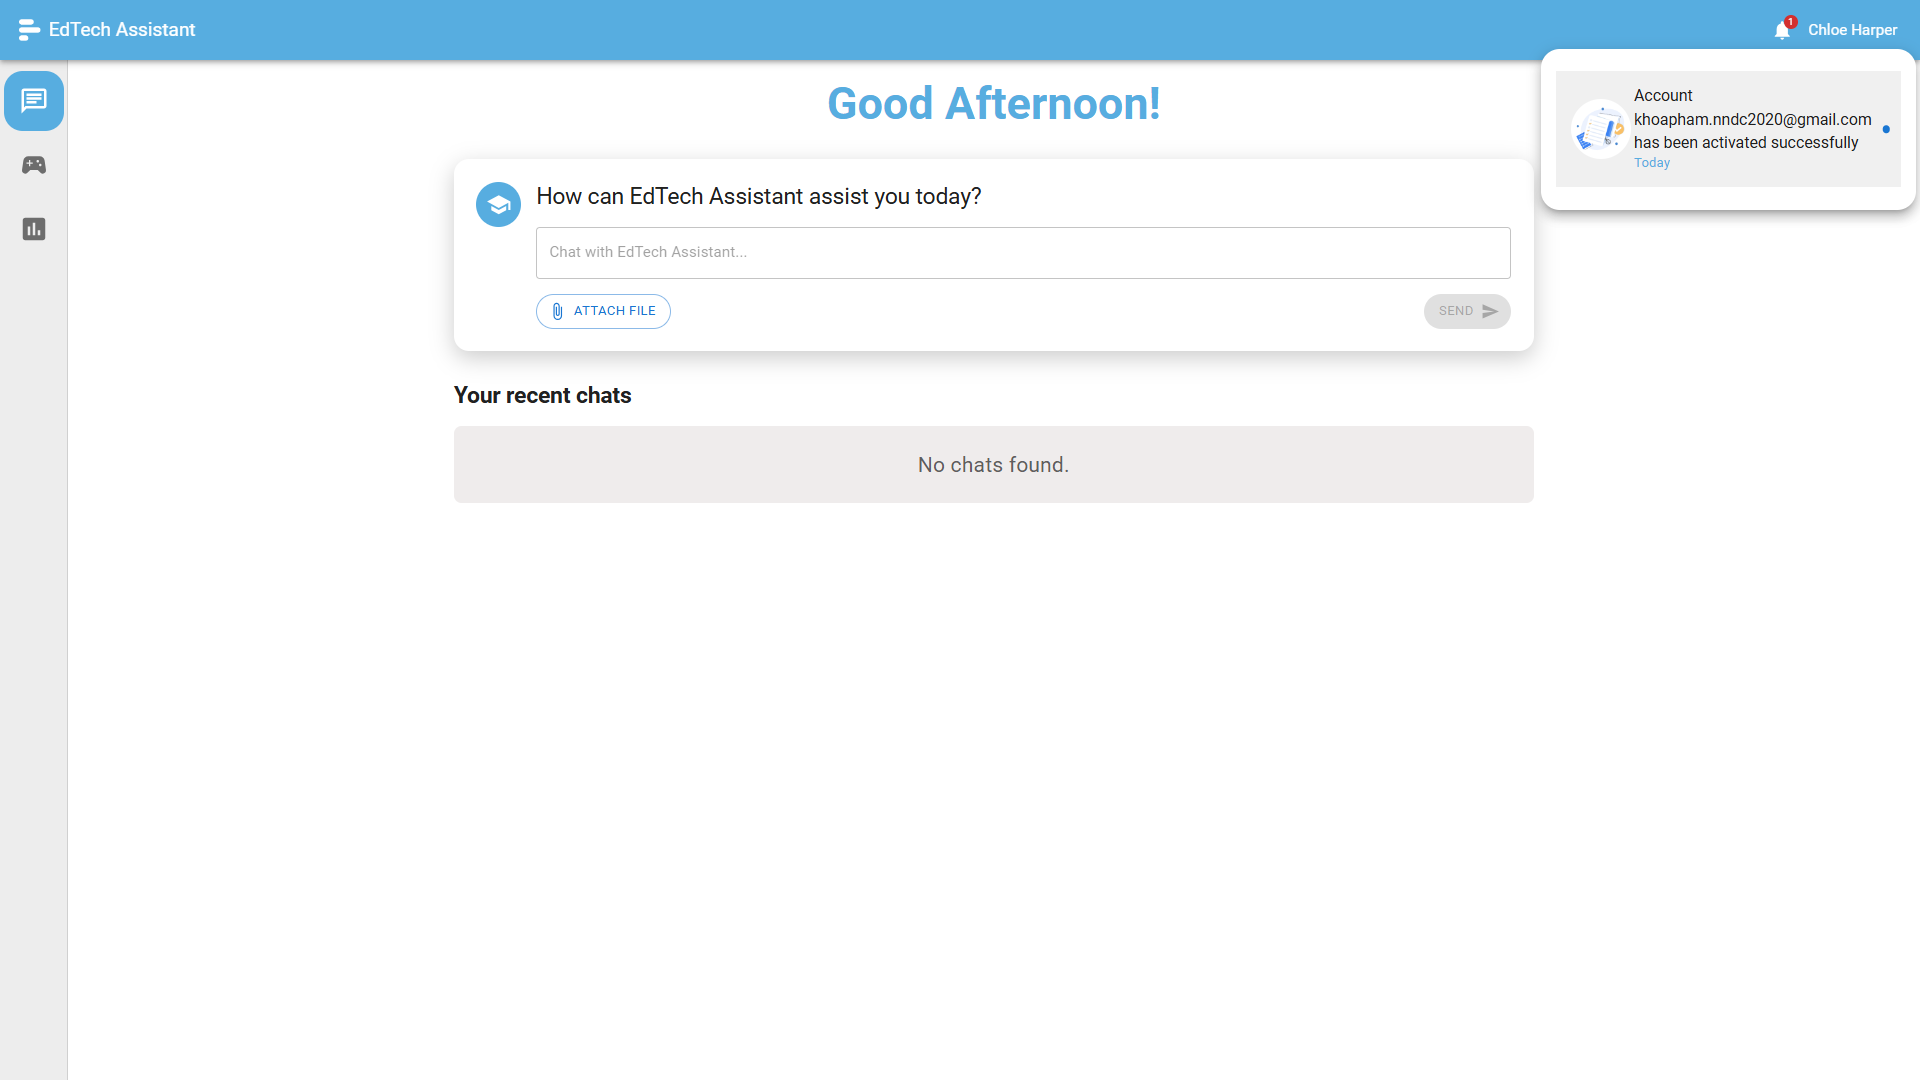 EdTech Assistant
1
Chloe Harper
Good Afternoon!
Account
khoapham.nndc2020@gmail.com
has been activated successfully
Today
How can EdTech Assistant assist you today?
Chat with EdTech Assistant...
ATTACH FILE
SEND
Your recent chats
No chats found.